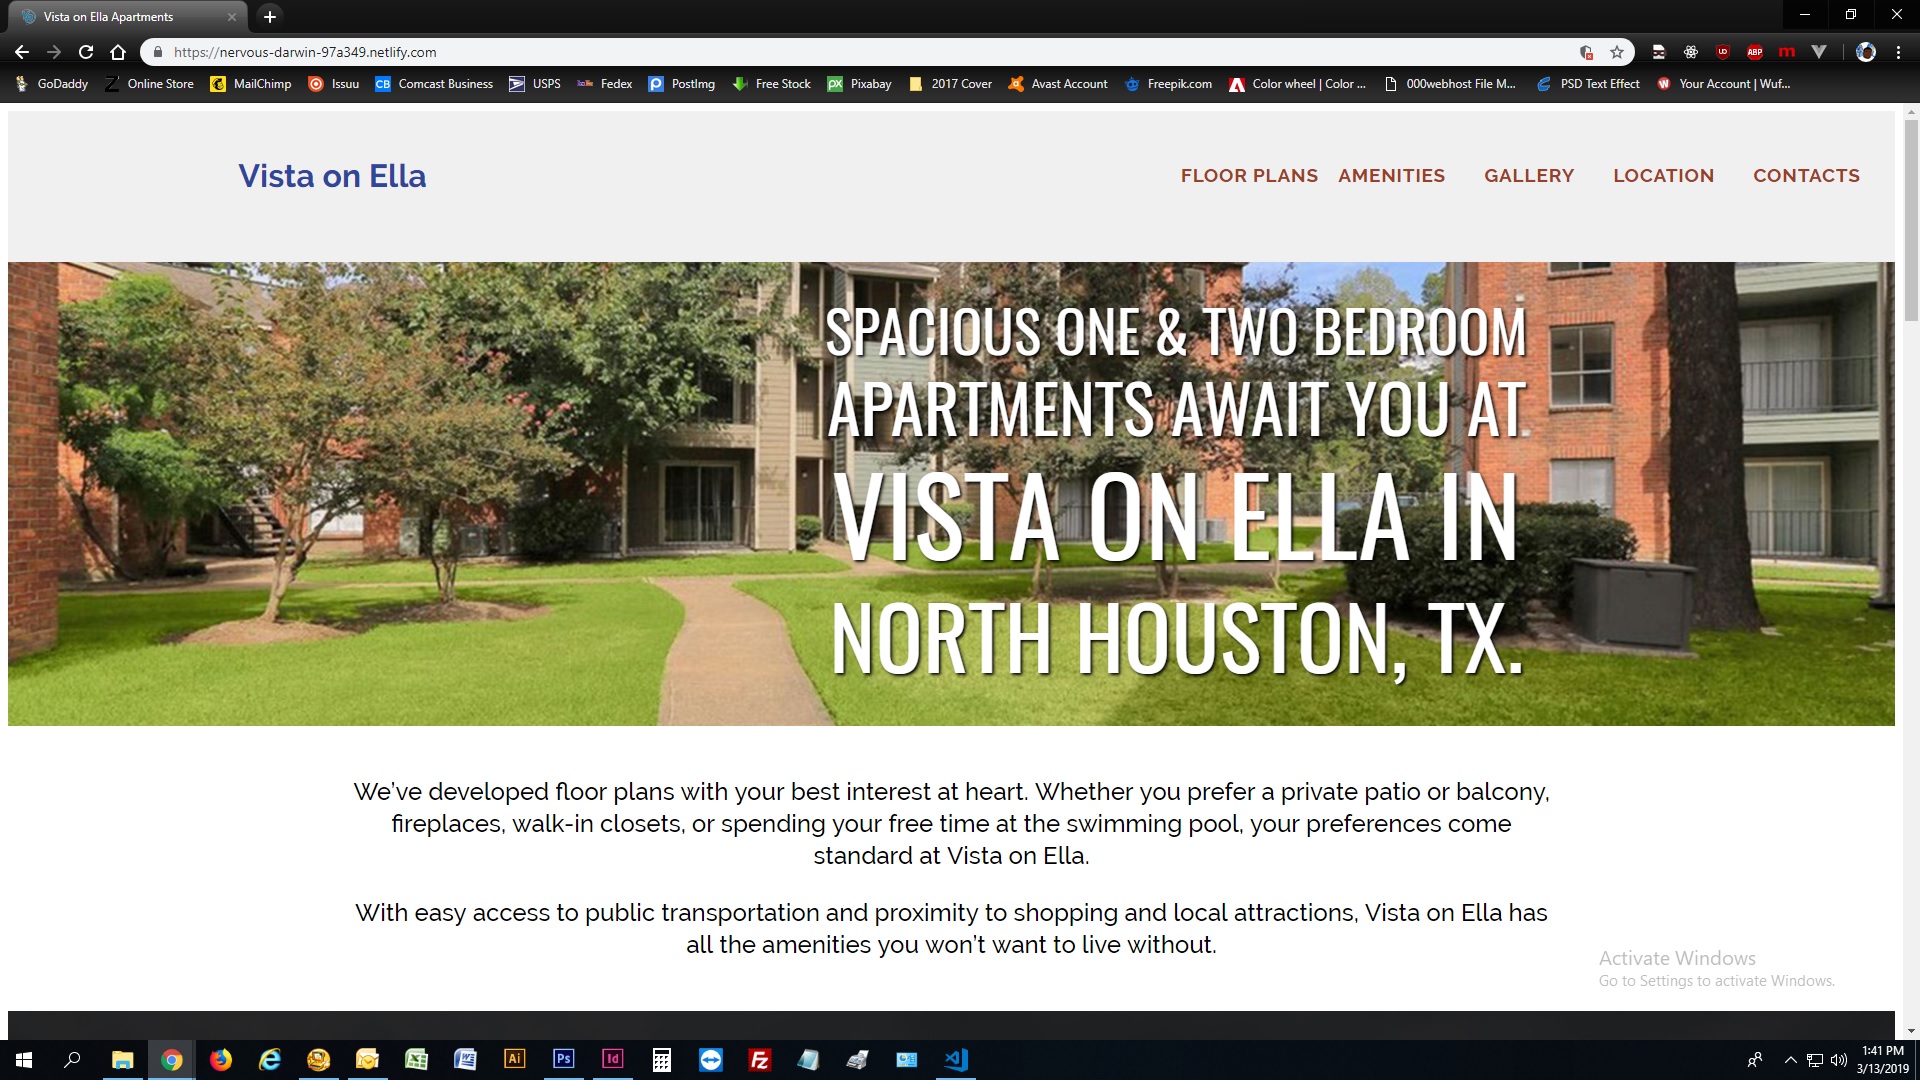 Vista on Ella Apartments
https://nervous-darwin-97a349.netlify.com
GoDaddy Online Store MailChimp Issuu CB Comcast Business USPS Fedex PostImg Free Stock px Pixabay 2017 Cover Avast Account Freepik.com Color wheel | Color ... 000webhost File M... PSD Text Effect Your Account | Wuf...
Vista on Ella
FLOOR PLANS AMENITIES GALLERY LOCATION CONTACTS
SPACIOUS ONE & TWO BEDROOM
APARTMENTS AWAIT YOU AT
VISTA ON ELLA IN
NORTH HOUSTON, TX.
We’ve developed floor plans with your best interest at heart. Whether you prefer a private patio or balcony,
fireplaces, walk-in closets, or spending your free time at the swimming pool, your preferences come
standard at Vista on Ella.
With easy access to public transportation and proximity to shopping and local attractions, Vista on Ella has
all the amenities you won’t want to live without.
Activate Windows
Go to Settings to activate Windows.
Ai Ps Id Fz
1:41 PM
3/13/2019